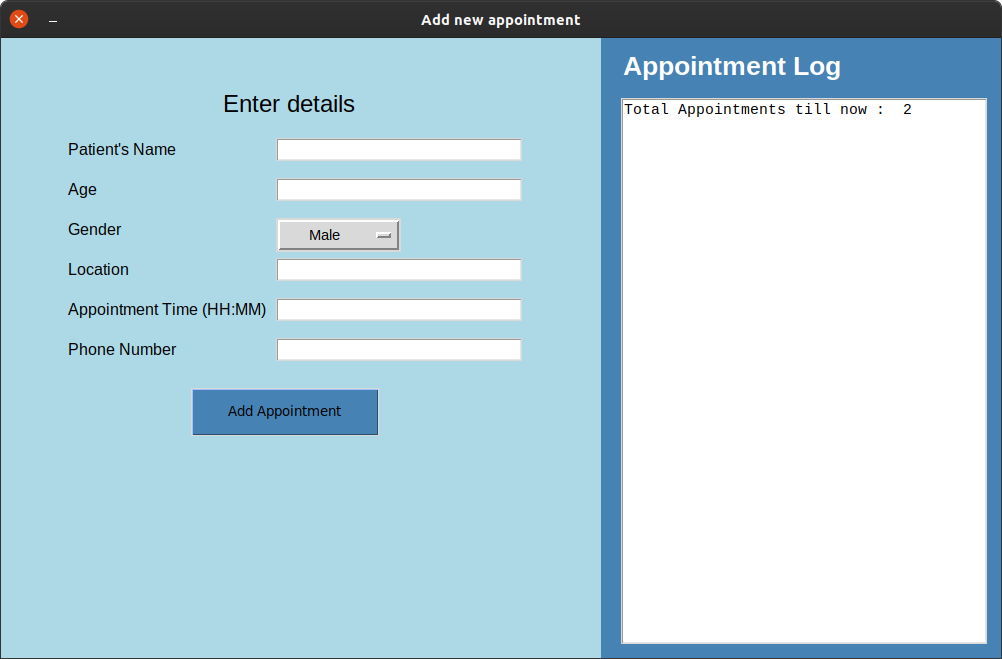 Add new appointment
Enter details
Patient's Name
Age
Gender
Male
Location
Appointment Time (HH:MM)
Phone Number
Add Appointment
Appointment Log
Total Appointments till now :  2